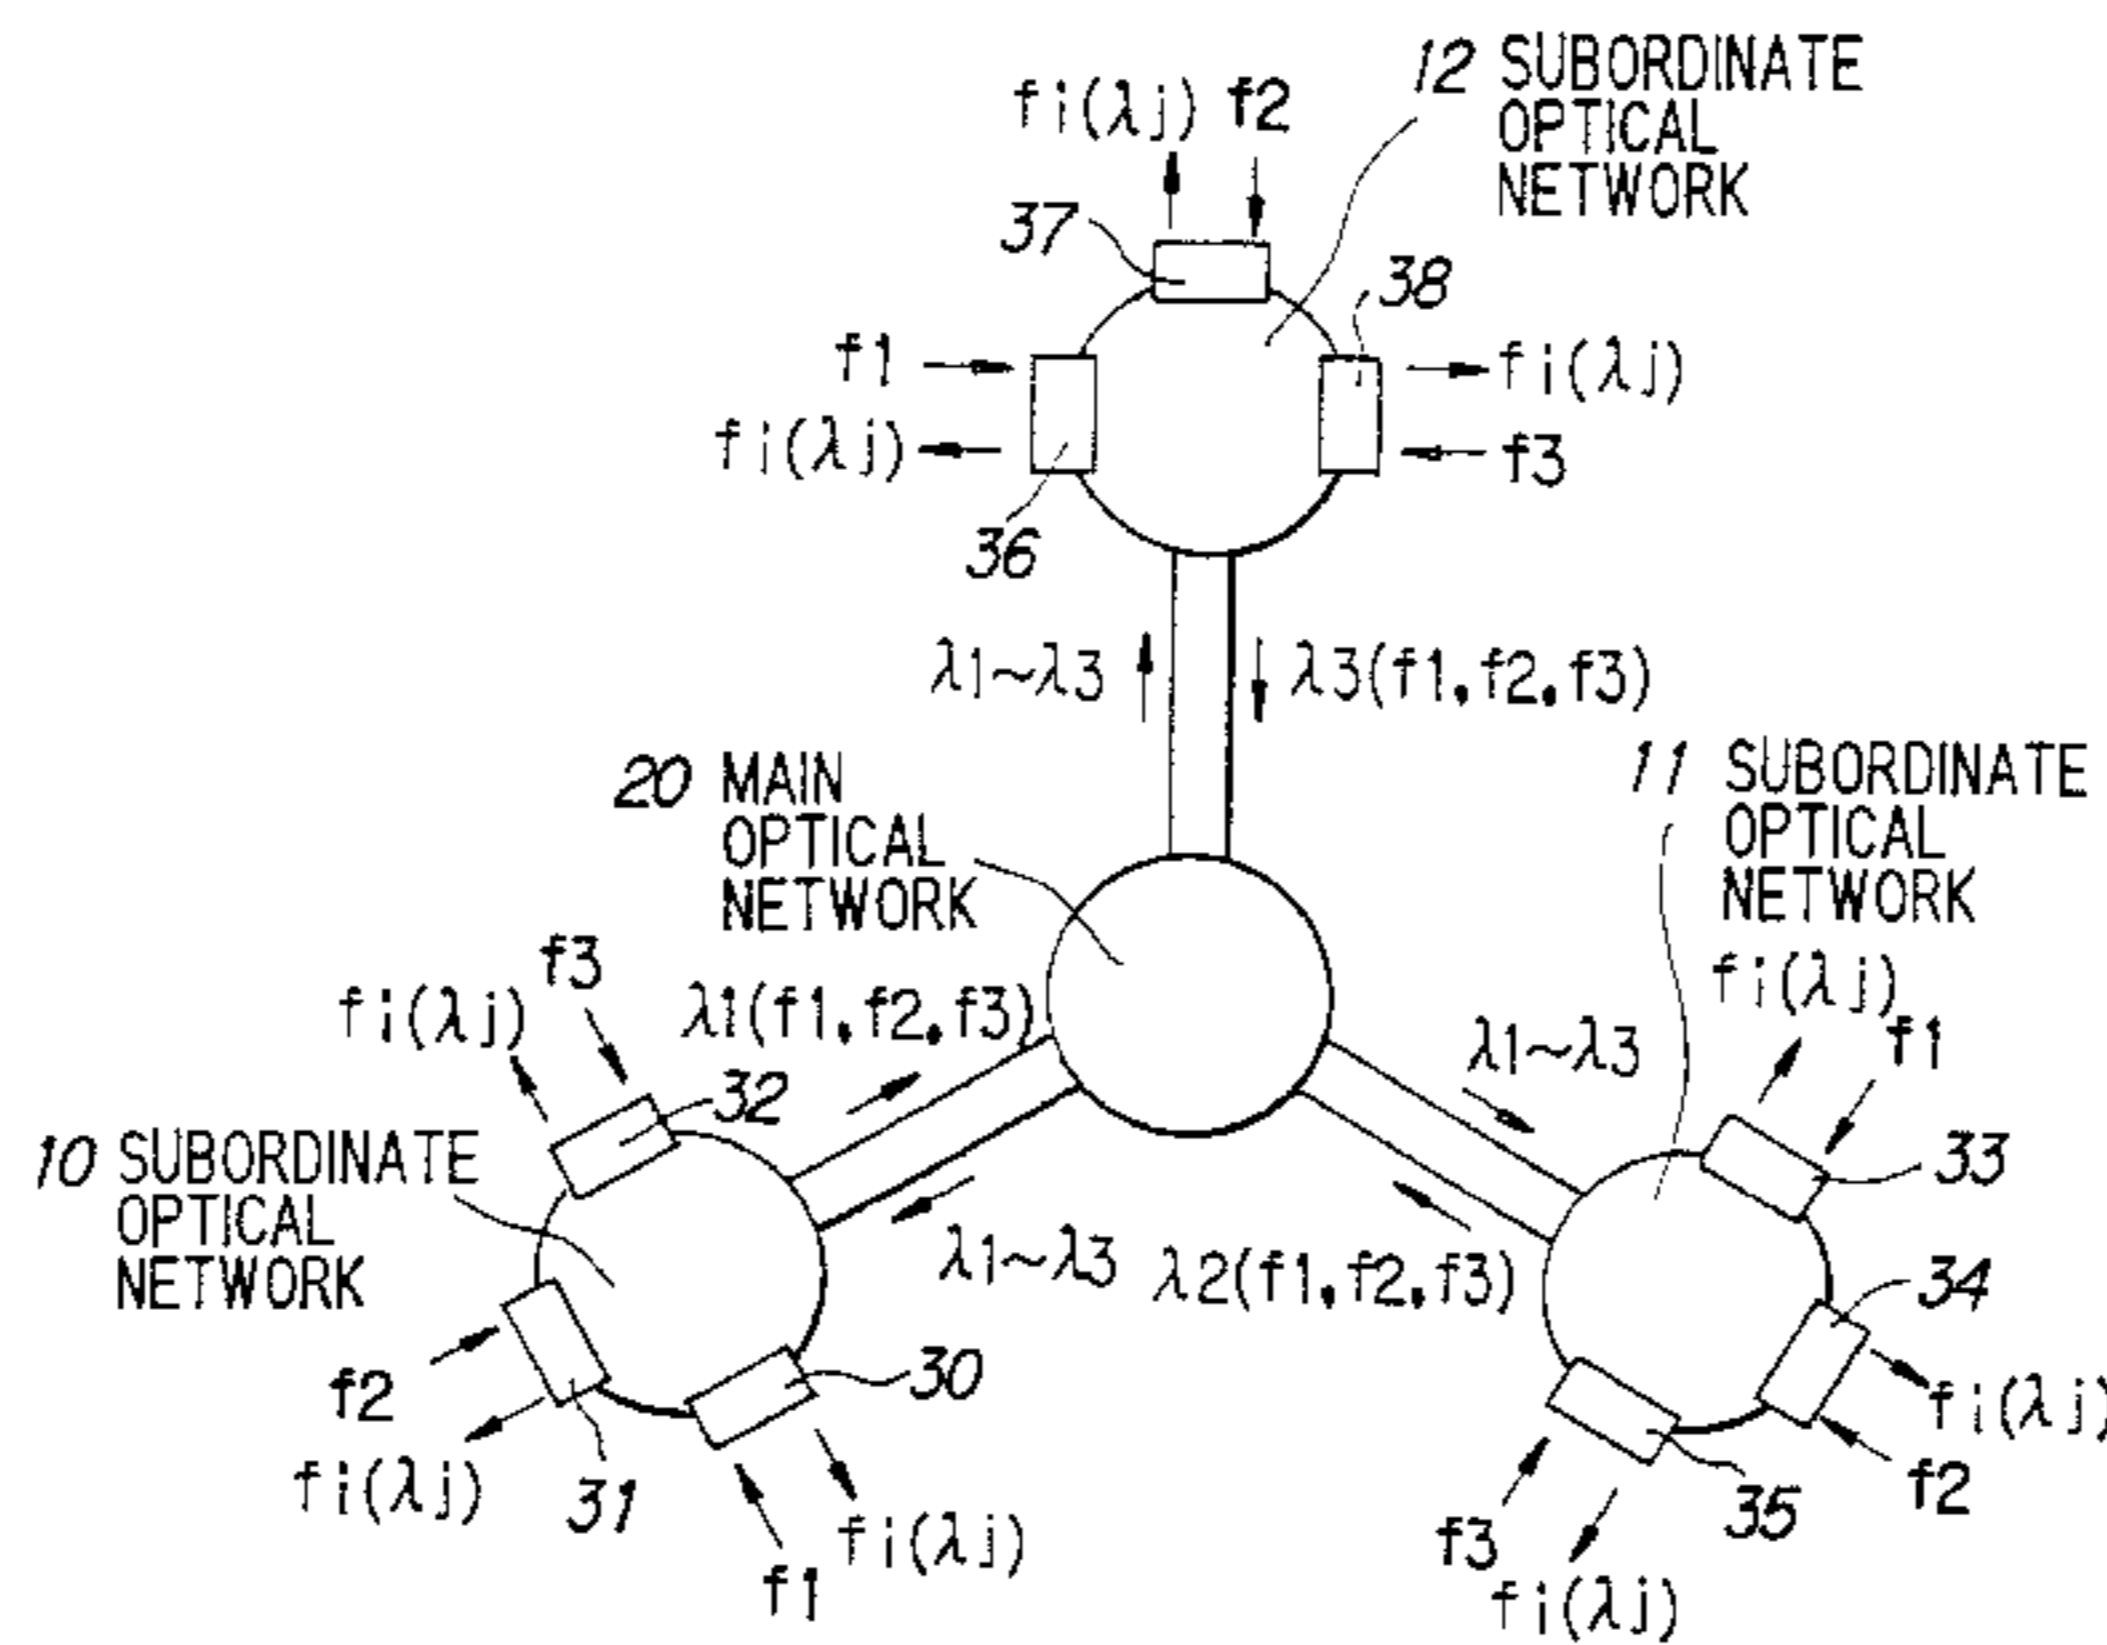 12 SUBORDINATE
OPTICAL
NETWORK
fi(λj) f2
37
38
f1
fi(λj)
fi(λj)
f3
36
λ1~λ3
λ3(f1,f2,f3)
20 MAIN
OPTICAL
NETWORK
11 SUBORDINATE
OPTICAL
NETWORK
f3
fi(λj)
λ1(f1,f2,f3)
λ1~λ3
fi(λj)
f1
32
10 SUBORDINATE
OPTICAL
NETWORK
33
λ1~λ3
λ2(f1,f2,f3)
34
f2
fi(λj)
31
30
fi(λj)
f1
fi(λj)
f2
35
f3
fi(λj)